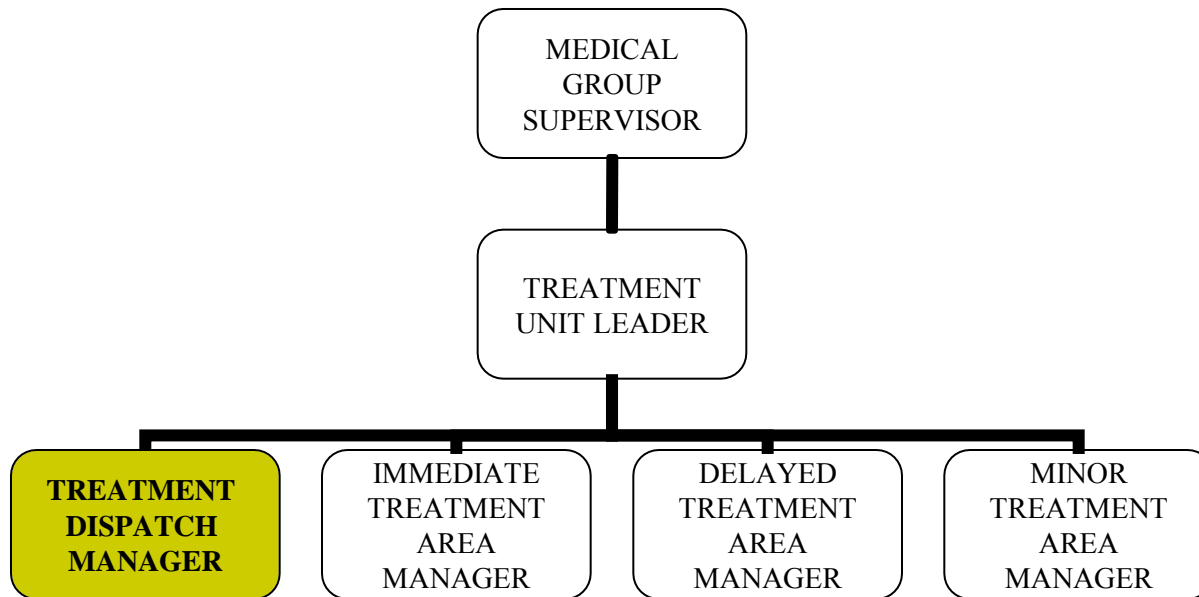 MEDICAL
GROUP
SUPERVISOR
TREATMENT
UNIT LEADER
TREATMENT
DISPATCH
MANAGER
IMMEDIATE
TREATMENT
AREA
MANAGER
DELAYED
TREATMENT
AREA
MANAGER
MINOR
TREATMENT
AREA
MANAGER